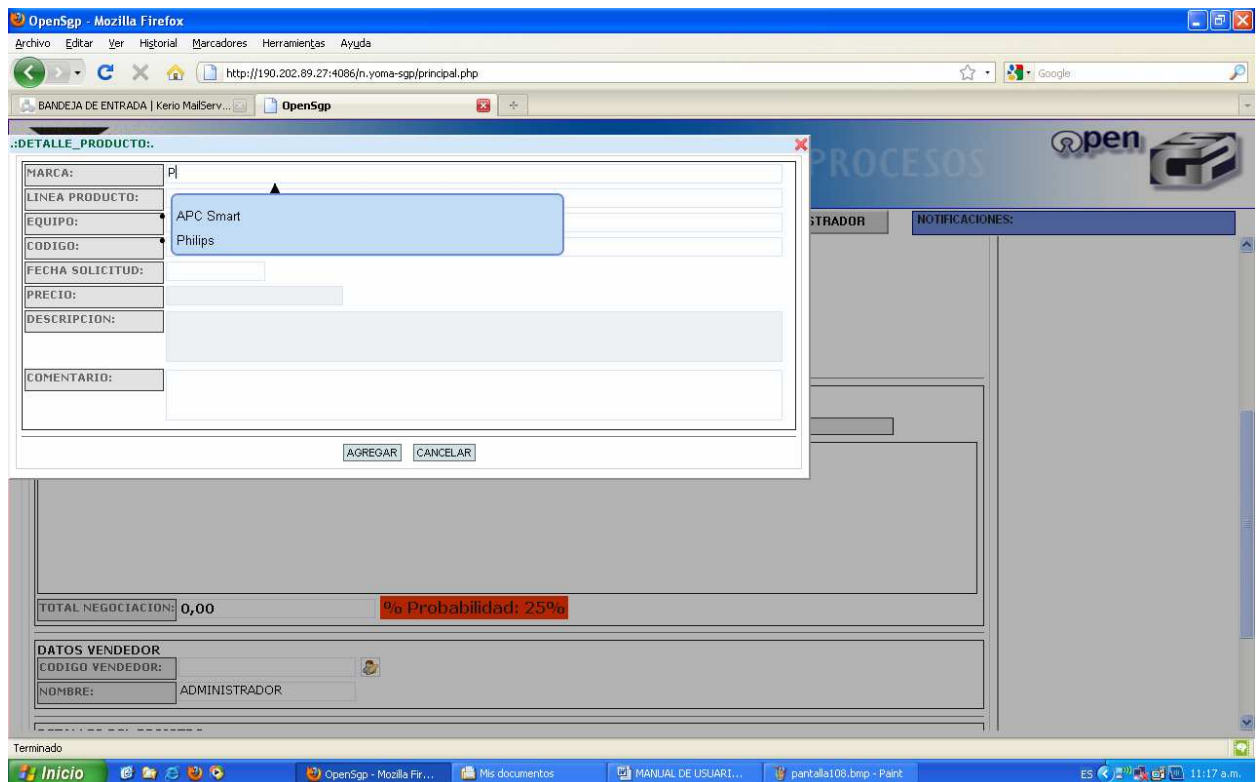 OpenSgp - Mozilla Firefox
Archivo Editar Ver Historial Marcadores Herramientas Ayuda
http://190.202.89.27:4086/n.yoma-sgp/principal.php
Google
BANDEJA DE ENTRADA | Kerio MailServ...
OpenSgp
.:DETALLE_PRODUCTO:.
PROCESOS
open
MARCA: P
LINEA PRODUCTO:
EQUIPO:
CODIGO:
APC Smart
Philips
STRADOR
NOTIFICACIONES:
FECHA SOLICITUD:
PRECIO:
DESCRIPCION:
COMENTARIO:
AGREGAR CANCELAR
TOTAL NEGOCIACION: 0,00 % Probabilidad: 25%
DATOS VENDEDOR
CODIGO VENDEDOR:
NOMBRE: ADMINISTRADOR
Terminado
Inicio
OpenSgp - Mozilla Fir...
Mis documentos
MANUAL DE USUARI...
pantalla108.bmp - Paint
ES
11:17 a.m.